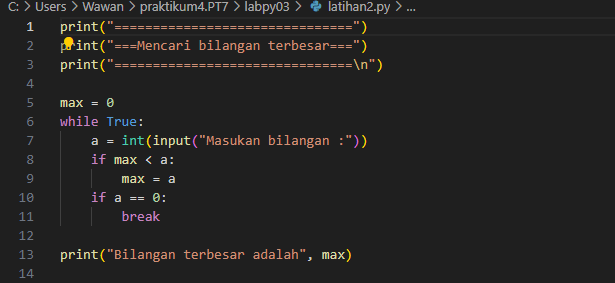 C: > Users > Wawan > praktikum4.PT7 > labpy03 > latihan2.py > ...
1 print("===============================")
2 print("===Mencari bilangan terbesar===")
3 print("===============================\n")
4
5 max = 0
6 while True:
7     a = int(input("Masukan bilangan :"))
8     if max < a:
9         max = a
10     if a == 0:
11         break
12
13 print("Bilangan terbesar adalah", max)
14